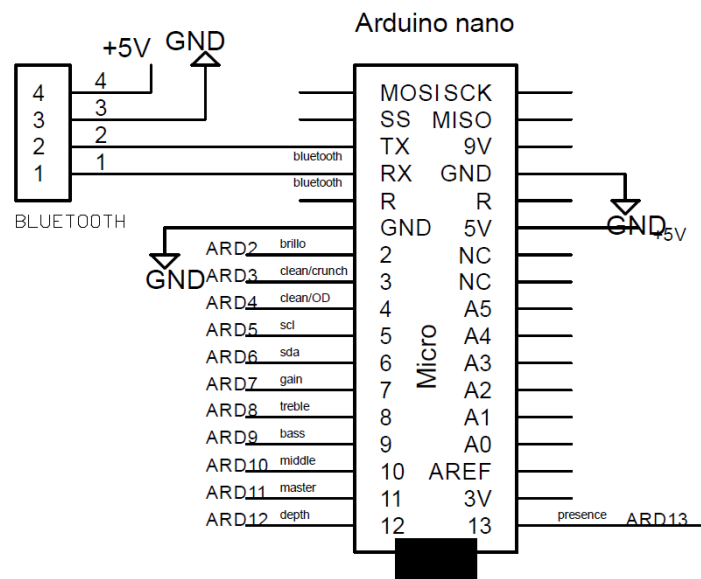 Arduino nano
+5V GND
4 4 MOSI SCK
3 3 SS MISO
2 2 TX 9V
1 1 bluetooth RX GND
bluetooth R R
BLUETOOTH GND 5V GND +5V
GND
ARD2 brillo 2 NC
ARD3 clean/crunch 3 NC
ARD4 clean/OD 4 A5
ARD5 scl 5 A4
ARD6 sda 6 A3
ARD7 gain 7 A2
ARD8 treble 8 A1
ARD9 bass 9 A0
ARD10 middle 10 AREF
ARD11 master 11 3V
ARD12 depth 12 13 presence ARD13
Micro